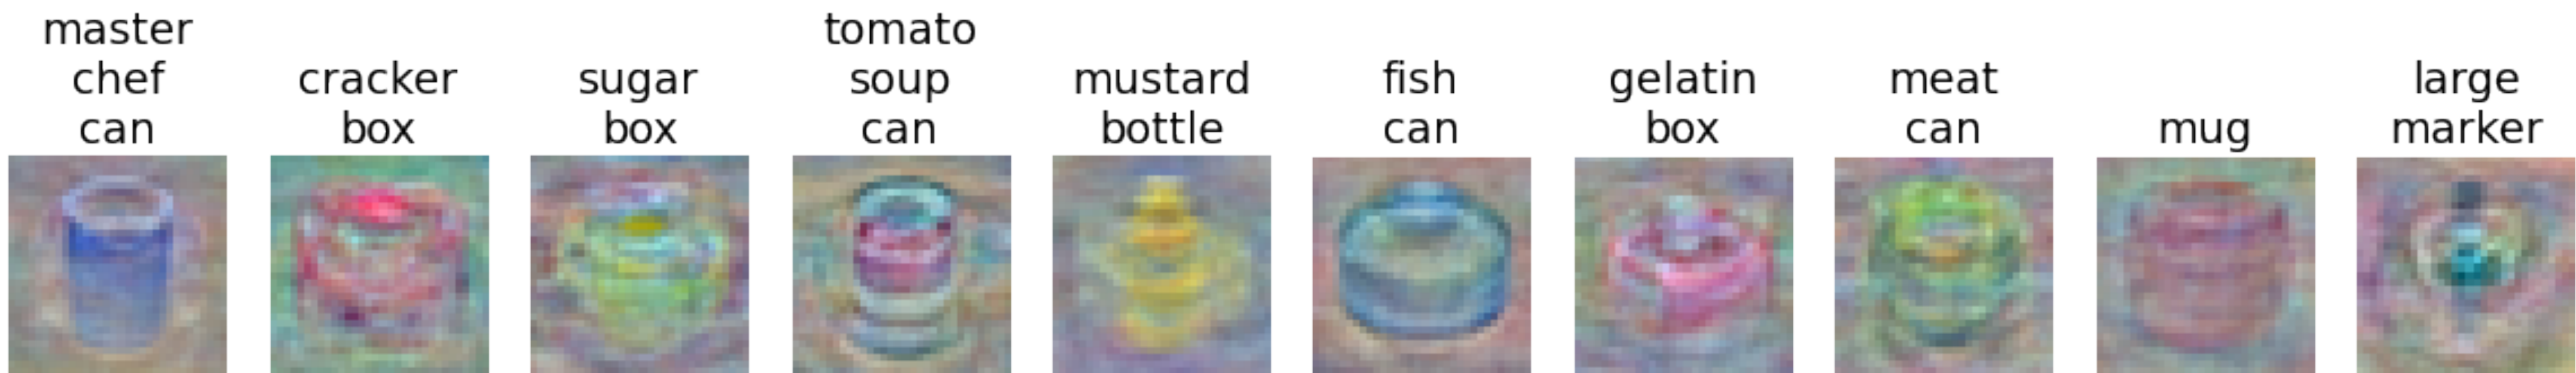 master
chef
can
cracker
box
sugar
box
tomato
soup
can
mustard
bottle
fish
can
gelatin
box
meat
can
mug
large
marker